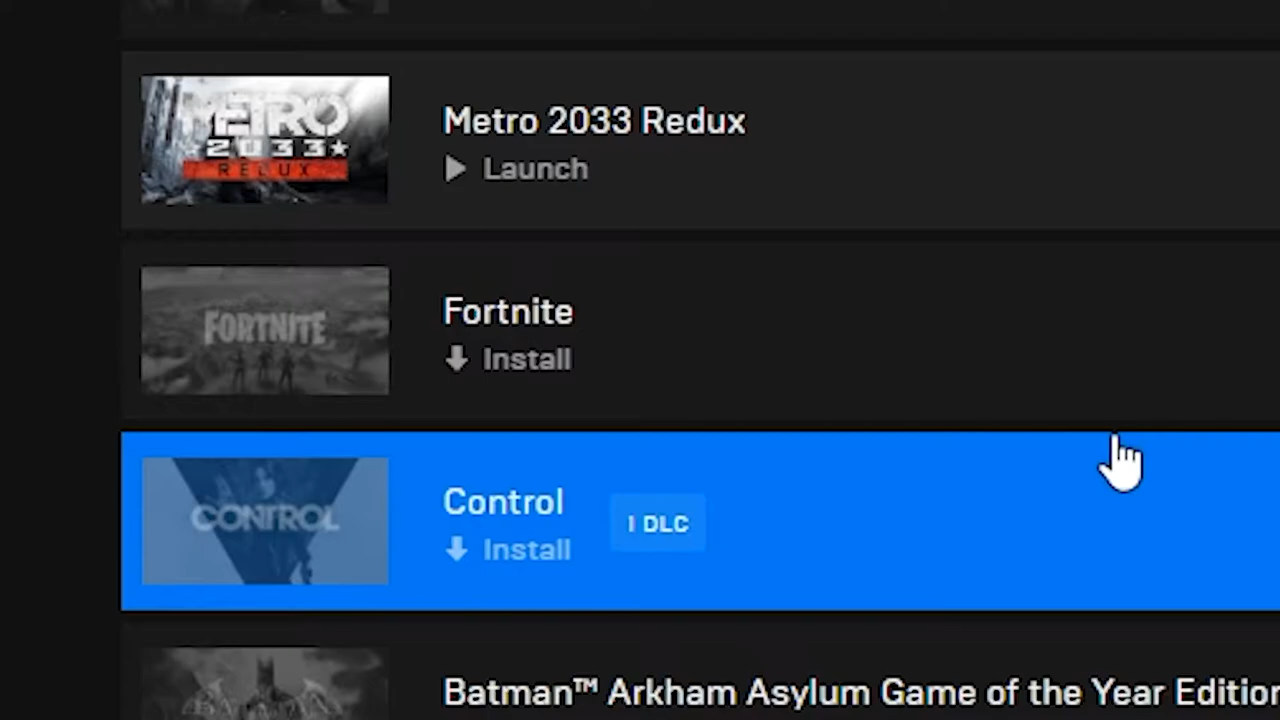 METRO
2033
REDUX
Metro 2033 Redux
Launch
FORTNITE
Fortnite
Install
CONTROL
Control
1 DLC
Install
Batman™ Arkham Asylum Game of the Year Edition